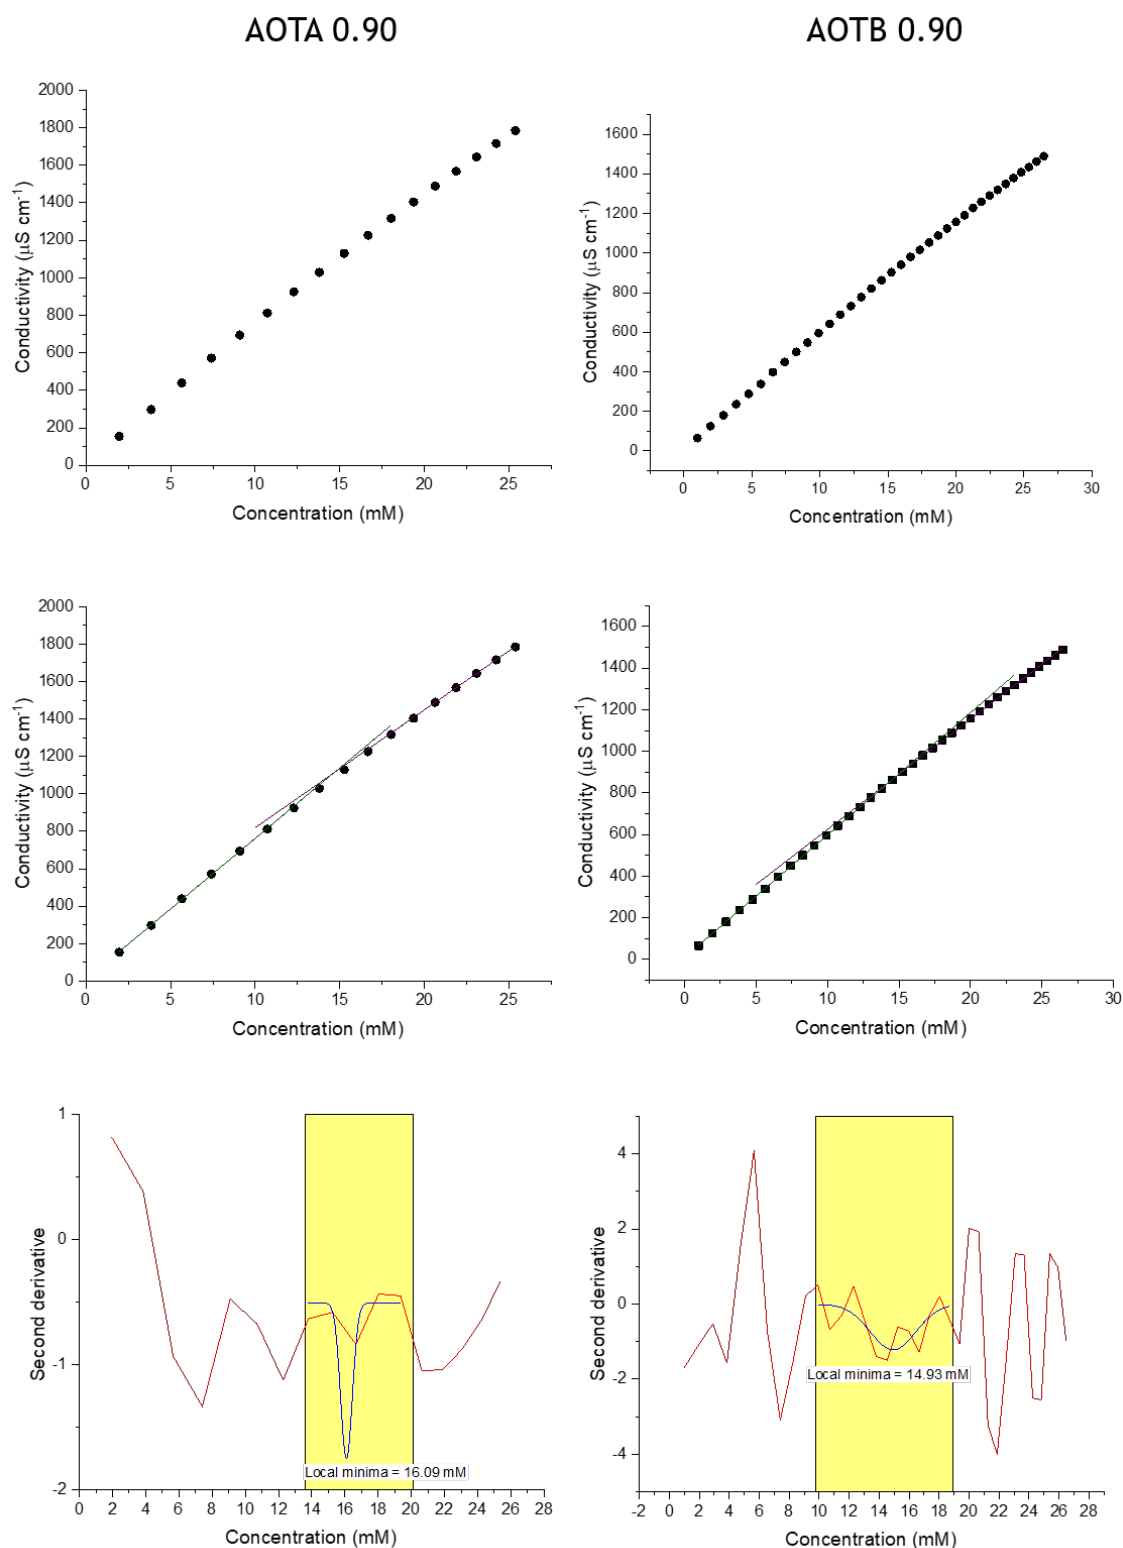 AOTA 0.90
AOTB 0.90
2000
1800
1600
1400
1200
1000
800
600
400
200
0
0 5 10 15 20 25
Conductivity (μS cm-1)
Concentration (mM)
1600
1400
1200
1000
800
600
400
200
0
0 5 10 15 20 25 30
Conductivity (μS cm-1)
Concentration (mM)
2000
1800
1600
1400
1200
1000
800
600
400
200
0
0 5 10 15 20 25
Conductivity (μS cm-1)
Concentration (mM)
1600
1400
1200
1000
800
600
400
200
0
0 5 10 15 20 25 30
Conductivity (μS cm-1)
Concentration (mM)
1
0
-1
-2
0 2 4 6 8 10 12 14 16 18 20 22 24 26 28
Second derivative
Local minima = 16.09 mM
Concentration (mM)
4
2
0
-2
-4
-2 0 2 4 6 8 10 12 14 16 18 20 22 24 26 28
Second derivative
Local minima = 14.93 mM
Concentration (mM)